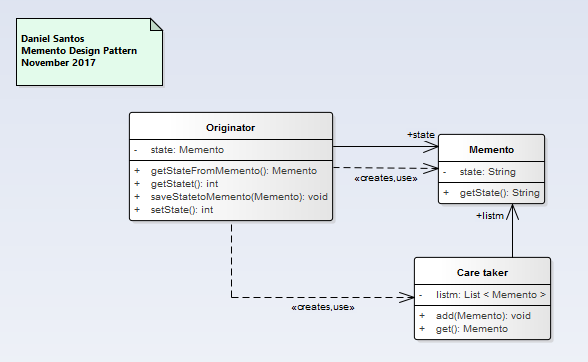 Daniel Santos
Memento Design Pattern
November 2017
Originator
- state: Memento
+ getStateFromMemento(): Memento
+ getStatet(): int
+ saveStatetoMemento(Memento): void
+ setState(): int
+state
«creates,use»
Memento
- state: String
+ getState(): String
+listm
Care taker
- listm: List < Memento >
+ add(Memento): void
+ get(): Memento
«creates,use»